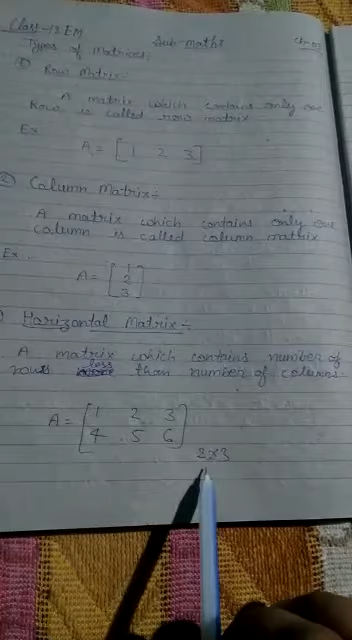 Class-12 EM Sub-maths Ch-03
Types of Matrices:-
① Row Matrix:-
A matrix which contains only one
Row is called row matrix
Ex
A = [ 1 2 3 ]
② Column Matrix:-
A matrix which contains only one
column is called column matrix
Ex.
A = [ 1
2
3 ]
Horizontal Matrix:-
A matrix which contains number of
rows less than number of columns.
A = [ 1 2 3
4 5 6 ]
2x3